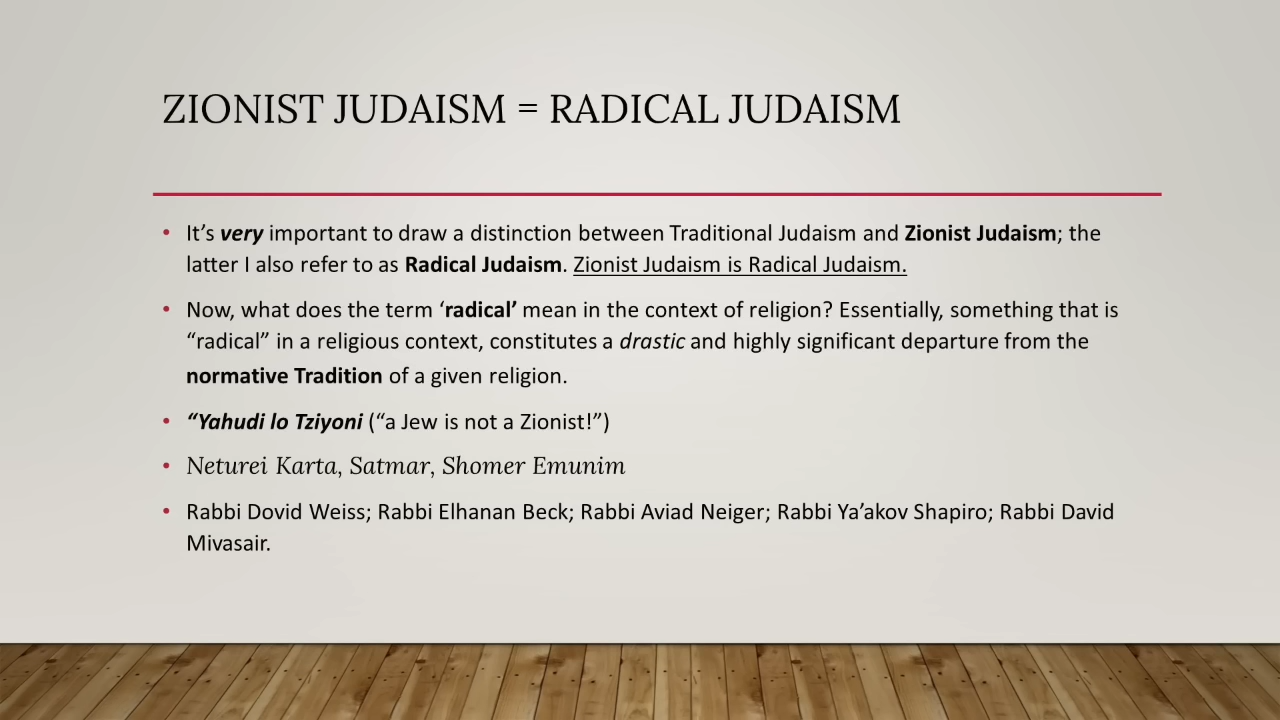 ZIONIST JUDAISM = RADICAL JUDAISM
• It’s very important to draw a distinction between Traditional Judaism and Zionist Judaism; the
latter I also refer to as Radical Judaism. Zionist Judaism is Radical Judaism.
• Now, what does the term ‘radical’ mean in the context of religion? Essentially, something that is
“radical” in a religious context, constitutes a drastic and highly significant departure from the
normative Tradition of a given religion.
• “Yahudi lo Tziyoni (“a Jew is not a Zionist!”)
• Neturei Karta, Satmar, Shomer Emunim
• Rabbi Dovid Weiss; Rabbi Elhanan Beck; Rabbi Aviad Neiger; Rabbi Ya’akov Shapiro; Rabbi David
Mivasair.